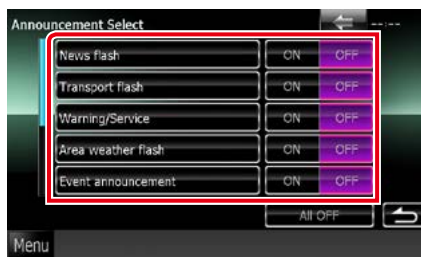 Announcement Select --:--
News flash ON OFF
Transport flash ON OFF
Warning/Service ON OFF
Area weather flash ON OFF
Event announcement ON OFF
All OFF
Menu